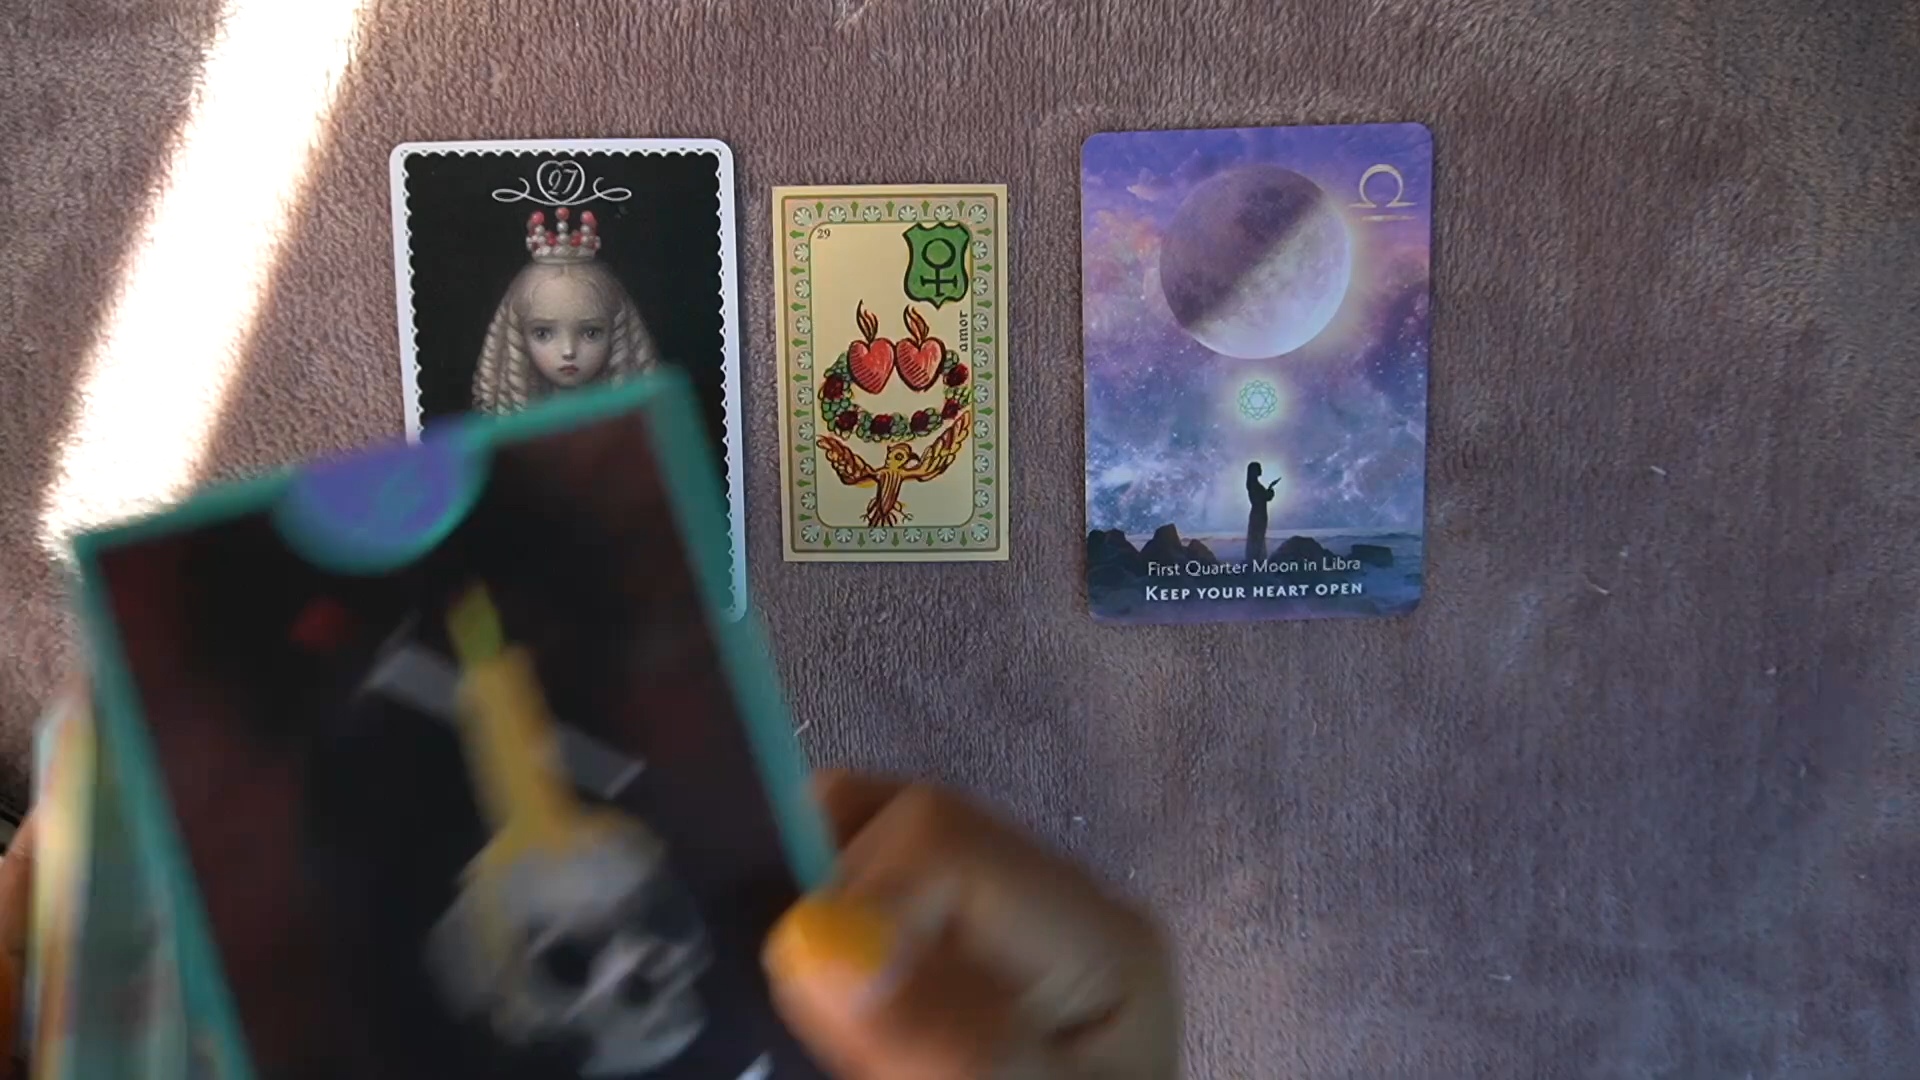 27
29
amor
First Quarter Moon in Libra
KEEP YOUR HEART OPEN